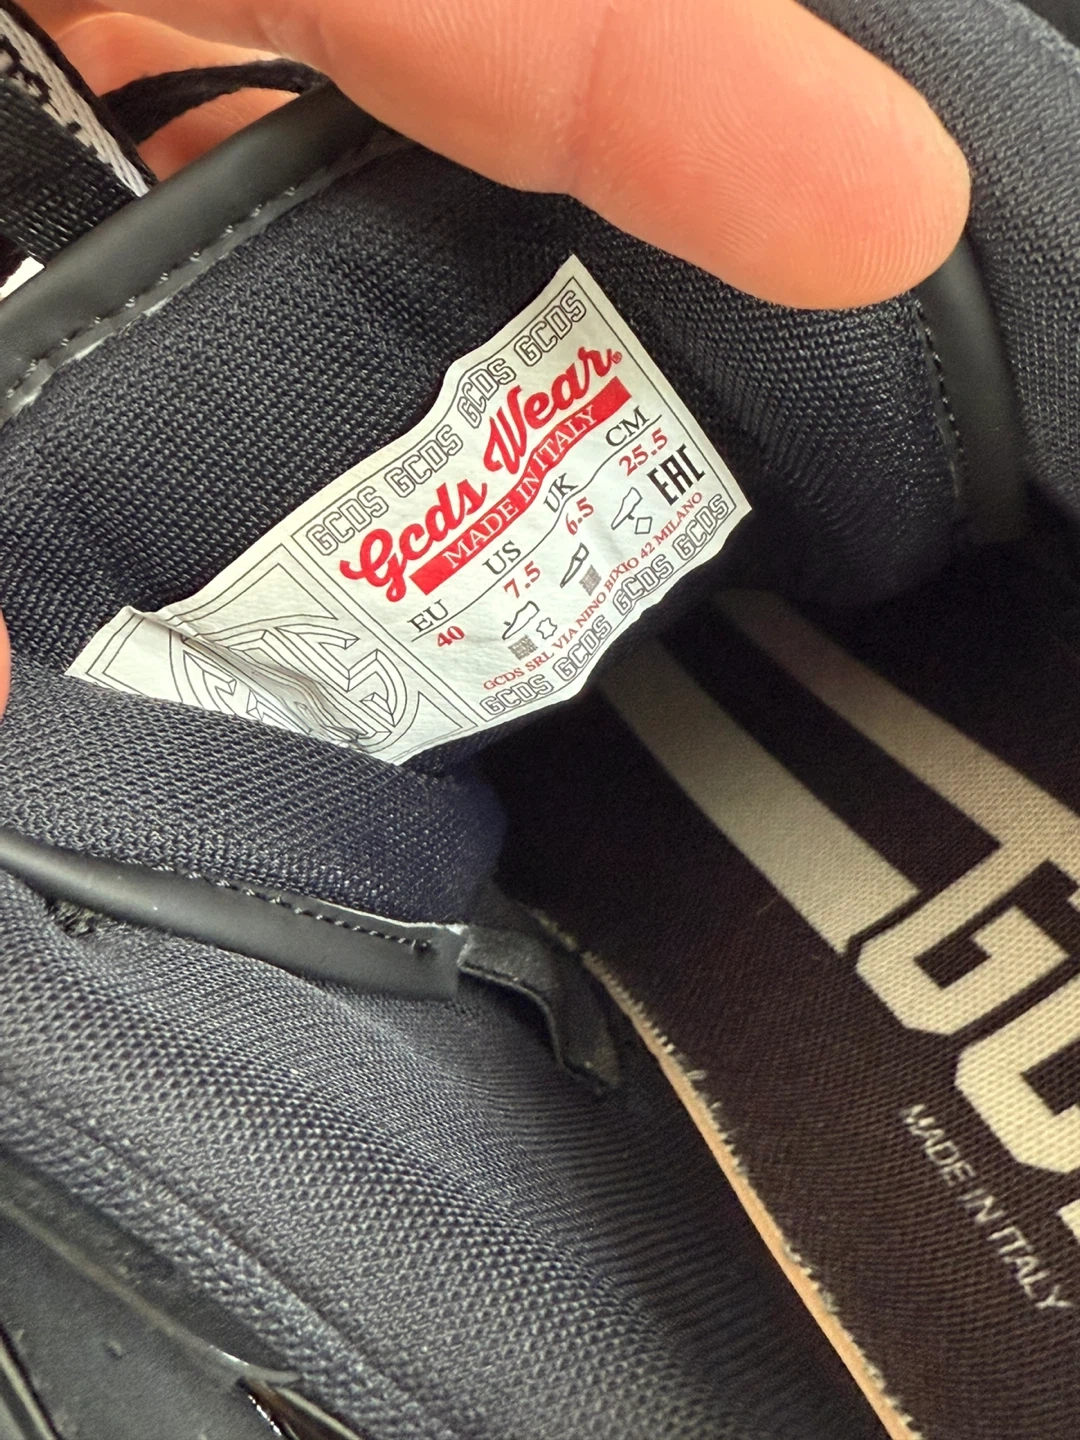 GCDS GCDS GCDS GCDS
Gcds Wear®
MADE IN ITALY
EU US UK CM
40 7.5 6.5 25.5
EAC
GCDS SRL VIA NINO BIXIO 42 MILANO
GCDS GCDS GCDS GCDS
MADE IN ITALY